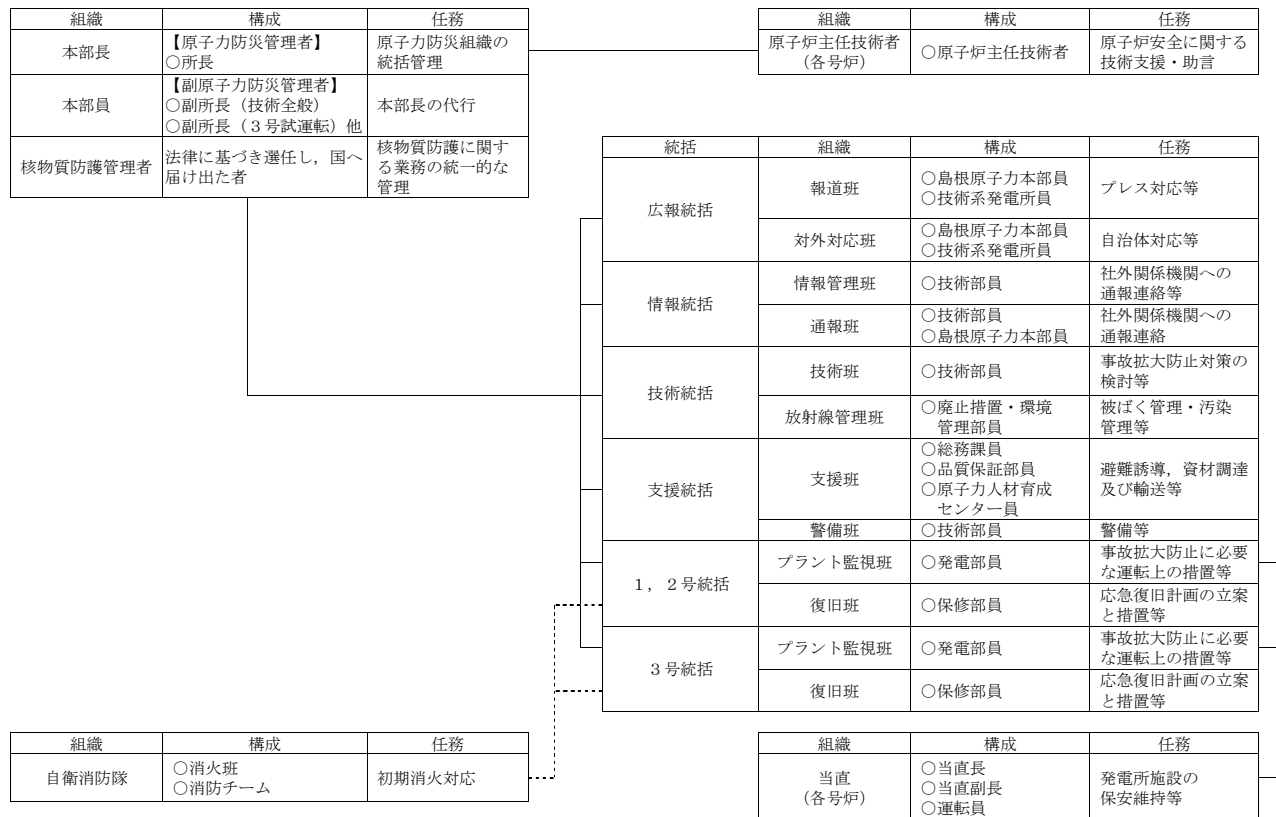 組織 構成 任務
本部長 【原子力防災管理者】 原子力防災組織の
○所長 統括管理
本部員 【副原子力防災管理者】 本部長の代行
○副所長（技術全般）
○副所長（３号試運転）他
核物質防護管理者 法律に基づき選任し，国へ 核物質防護に関す
届け出た者 る業務の統一的な
管理
組織 構成 任務
原子炉主任技術者 ○原子炉主任技術者 原子炉安全に関する
（各号炉） 技術支援・助言
統括 組織 構成 任務
広報統括 報道班 ○島根原子力本部員 プレス対応等
○技術系発電所員
対外対応班 ○島根原子力本部員 自治体対応等
○技術系発電所員
情報統括 情報管理班 ○技術部員 社外関係機関への
通報連絡等
通報班 ○技術部員 社外関係機関への
○島根原子力本部員 通報連絡
技術統括 技術班 ○技術部員 事故拡大防止対策の
検討等
放射線管理班 ○廃止措置・環境 被ばく管理・汚染
管理部員 管理等
支援統括 支援班 ○総務課員 避難誘導，資材調達
○品質保証部員 及び輸送等
○原子力人材育成
センター員
警備班 ○技術部員 警備等
１，２号統括 プラント監視班 ○発電部員 事故拡大防止に必要
な運転上の措置等
復旧班 ○保修部員 応急復旧計画の立案
と措置等
３号統括 プラント監視班 ○発電部員 事故拡大防止に必要
な運転上の措置等
復旧班 ○保修部員 応急復旧計画の立案
と措置等
組織 構成 任務
自衛消防隊 ○消火班 初期消火対応
○消防チーム
組織 構成 任務
当直 ○当直長 発電所施設の
（各号炉） ○当直副長 保安維持等
○運転員